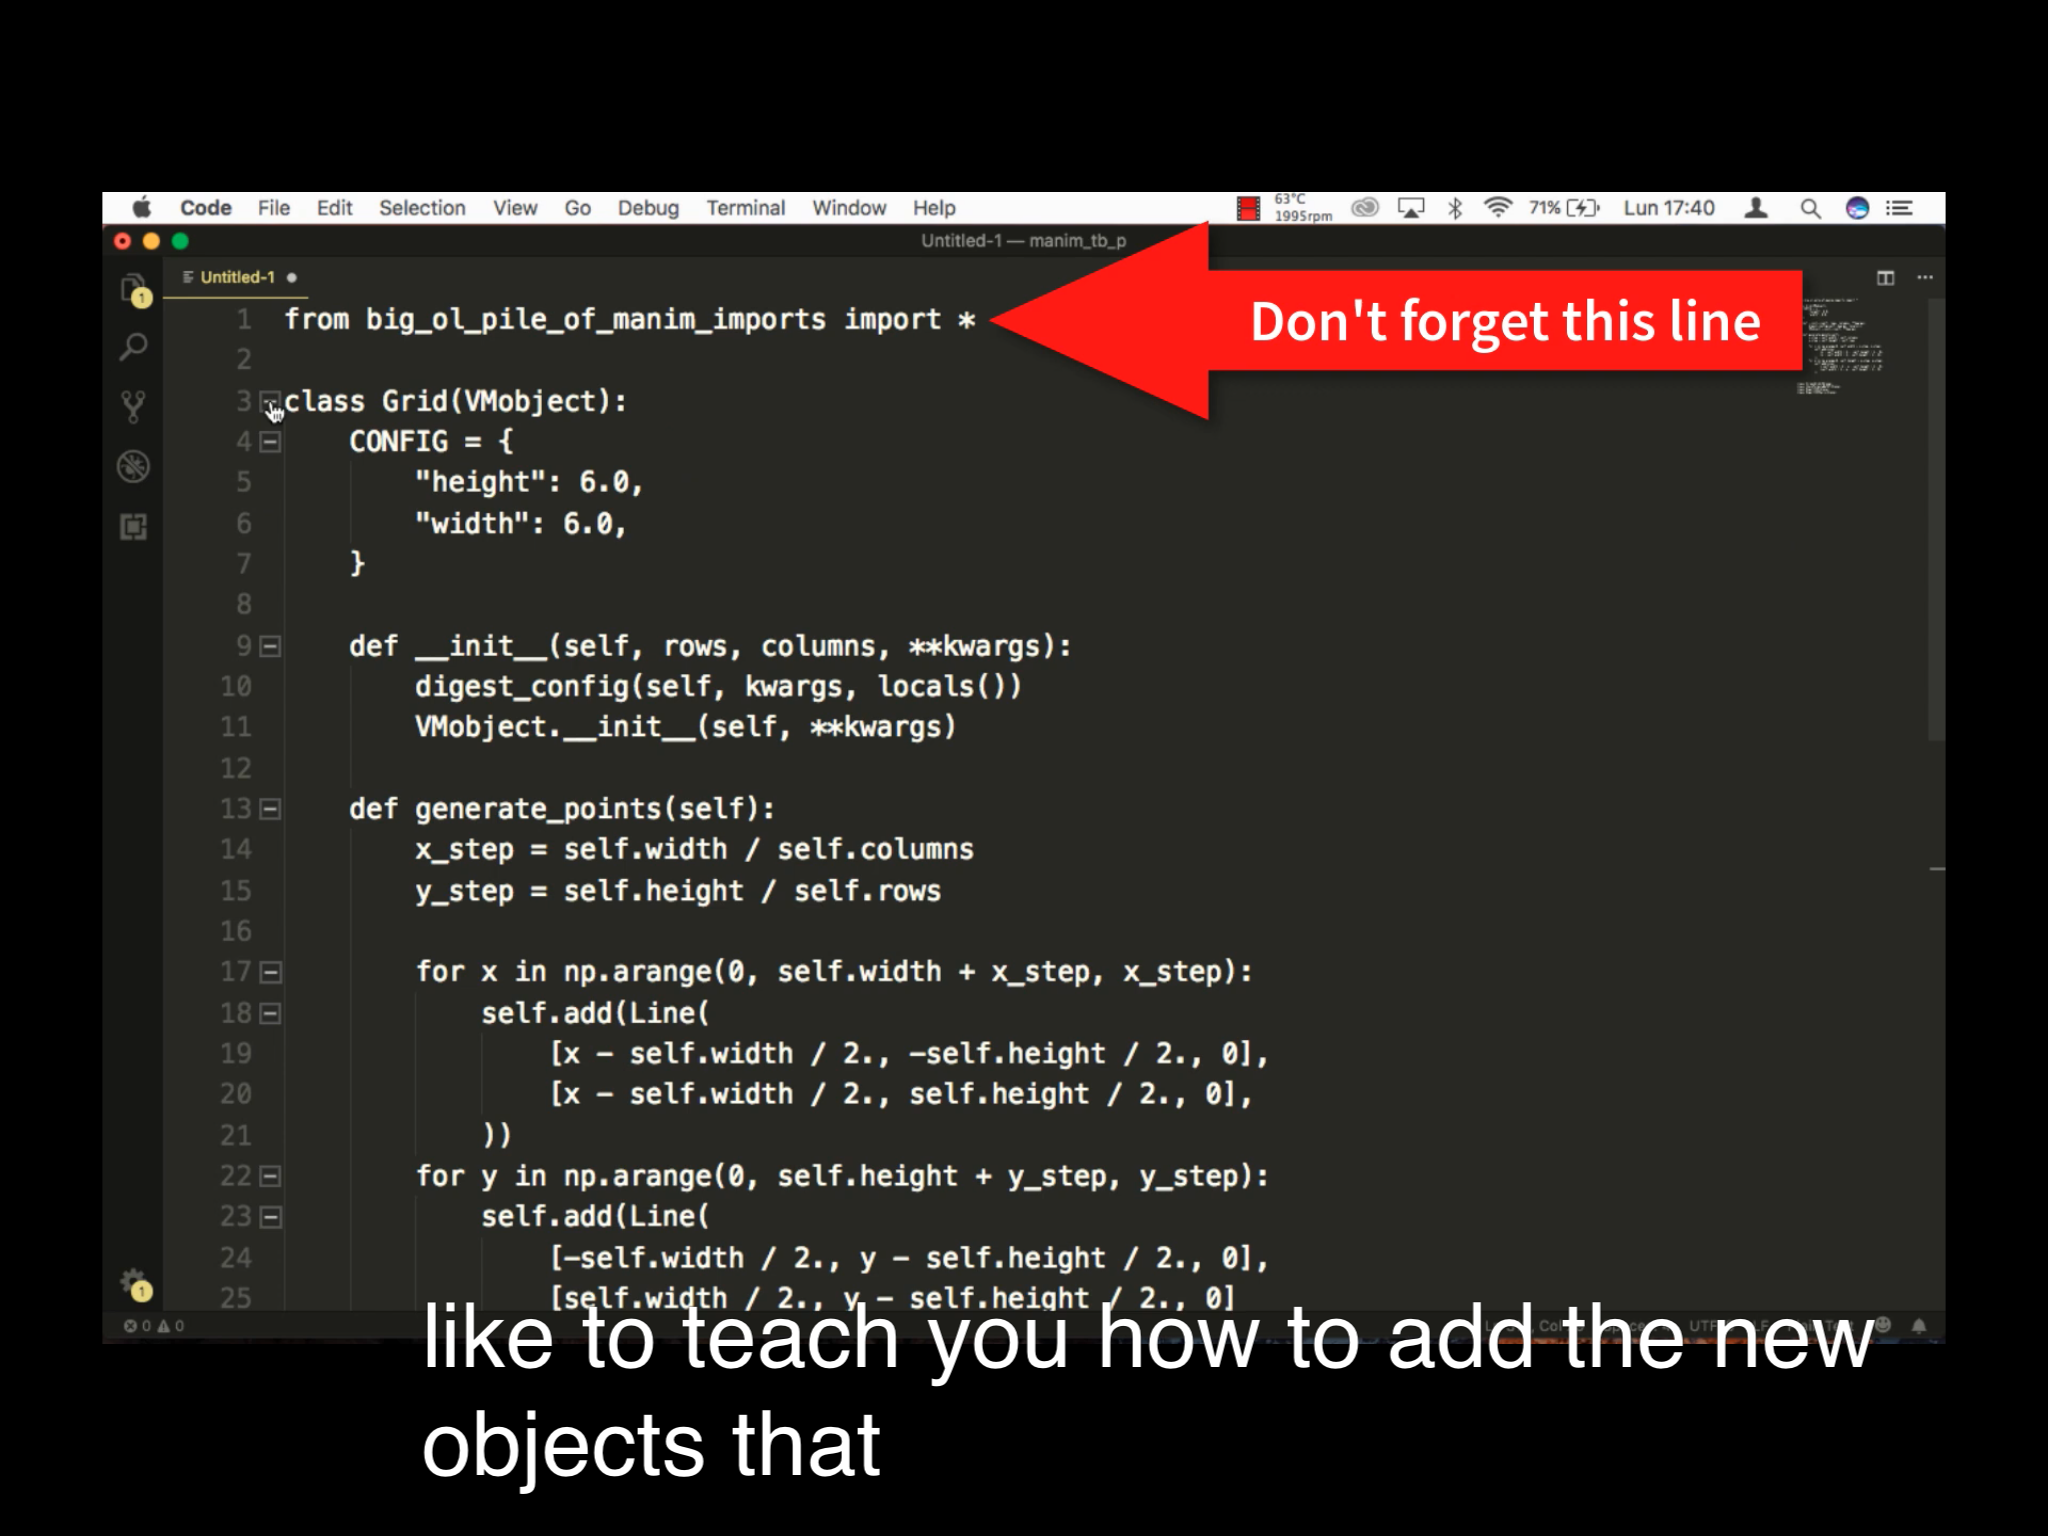 Code File Edit Selection View Go Debug Terminal Window Help 63°C 1995rpm 71% Lun 17:40
Untitled-1 — manim_tb_p
1
Untitled-1
Don't forget this line
1 from big_ol_pile_of_manim_imports import *
2
3 class Grid(VMobject):
4     CONFIG = {
5         "height": 6.0,
6         "width": 6.0,
7     }
8
9     def __init__(self, rows, columns, **kwargs):
10         digest_config(self, kwargs, locals())
11         VMobject.__init__(self, **kwargs)
12
13     def generate_points(self):
14         x_step = self.width / self.columns
15         y_step = self.height / self.rows
16
17         for x in np.arange(0, self.width + x_step, x_step):
18             self.add(Line(
19                 [x - self.width / 2., -self.height / 2., 0],
20                 [x - self.width / 2., self.height / 2., 0],
21             ))
22         for y in np.arange(0, self.height + y_step, y_step):
23             self.add(Line(
24                 [-self.width / 2., y - self.height / 2., 0],
25                 [self.width / 2., y - self.height / 2., 0]
1
0 0
like to teach you how to add the new
objects that